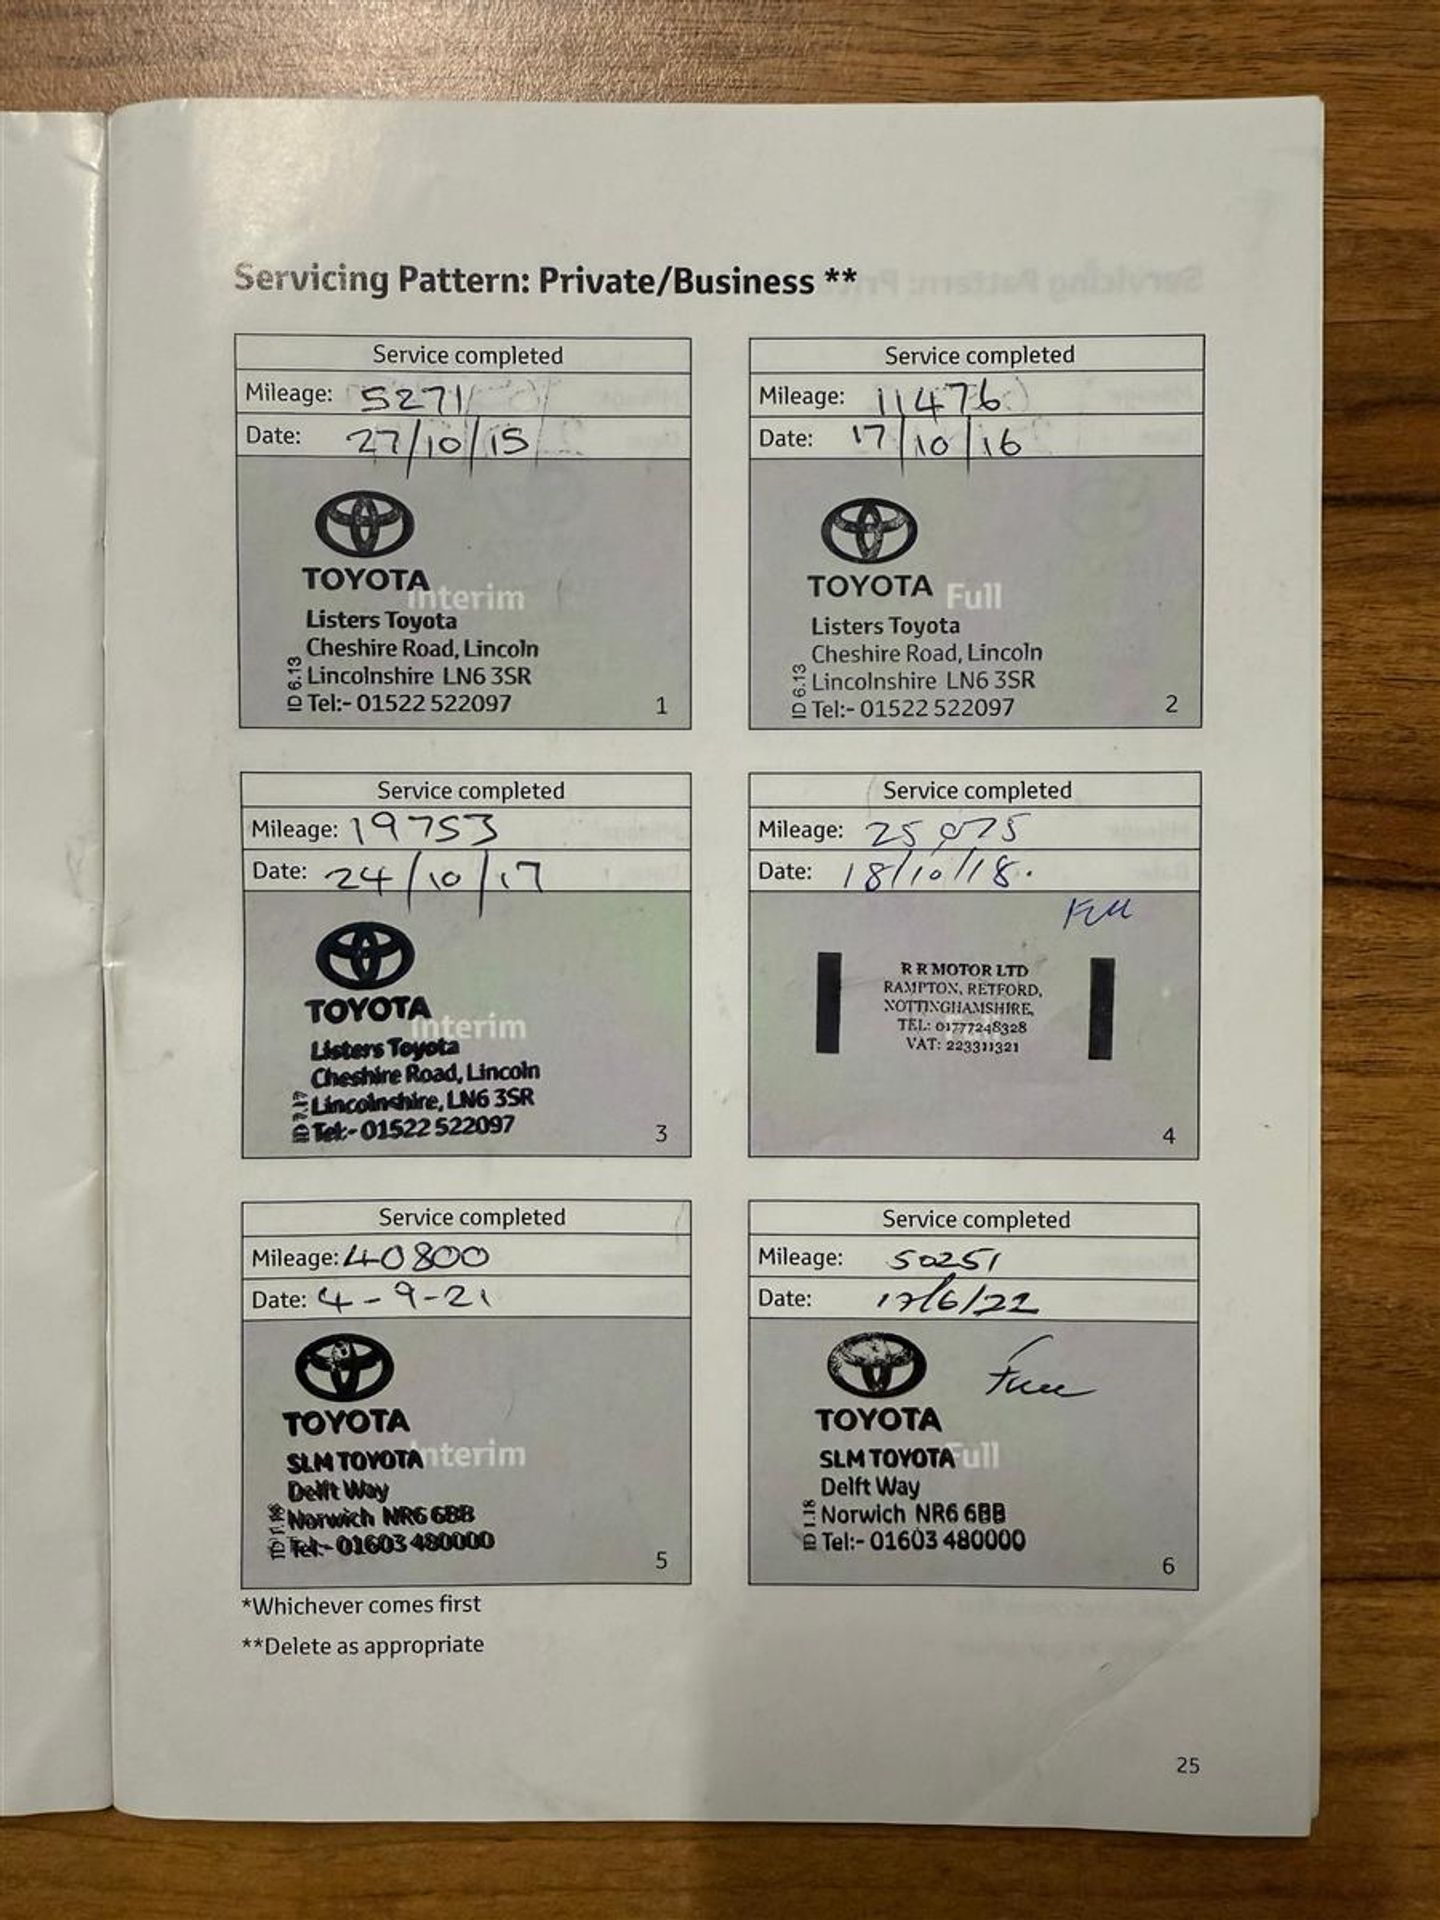 Servicing Pattern: Private/Business **
Service completed
Mileage: 5271
Date: 27/10/15
TOYOTA
Interim
Listers Toyota
Cheshire Road, Lincoln
Lincolnshire LN6 3SR
Tel:- 01522 522097
ID 6.13
1
Service completed
Mileage: 11476
Date: 17/10/16
TOYOTA
Full
Listers Toyota
Cheshire Road, Lincoln
Lincolnshire LN6 3SR
Tel:- 01522 522097
ID 6.13
2
Service completed
Mileage: 19753
Date: 24/10/17
TOYOTA
Interim
Listers Toyota
Cheshire Road, Lincoln
Lincolnshire, LN6 3SR
Tel:- 01522 522097
ID 7.17
3
Service completed
Mileage: 25,075
Date: 18/10/18.
Full
R R MOTOR LTD
RAMPTON, RETFORD,
NOTTINGHAMSHIRE,
TEL: 01777248328
VAT: 223311321
Full
4
Service completed
Mileage: 40800
Date: 4-9-21
TOYOTA
Interim
SLM TOYOTA
Delft Way
Norwich NR6 6BB
Tel:- 01603 480000
ID 1.18
5
Service completed
Mileage: 50251
Date: 17/6/22
Full
TOYOTA
Full
SLM TOYOTA
Delft Way
Norwich NR6 6BB
Tel:- 01603 480000
ID 1.18
6
*Whichever comes first
**Delete as appropriate
25